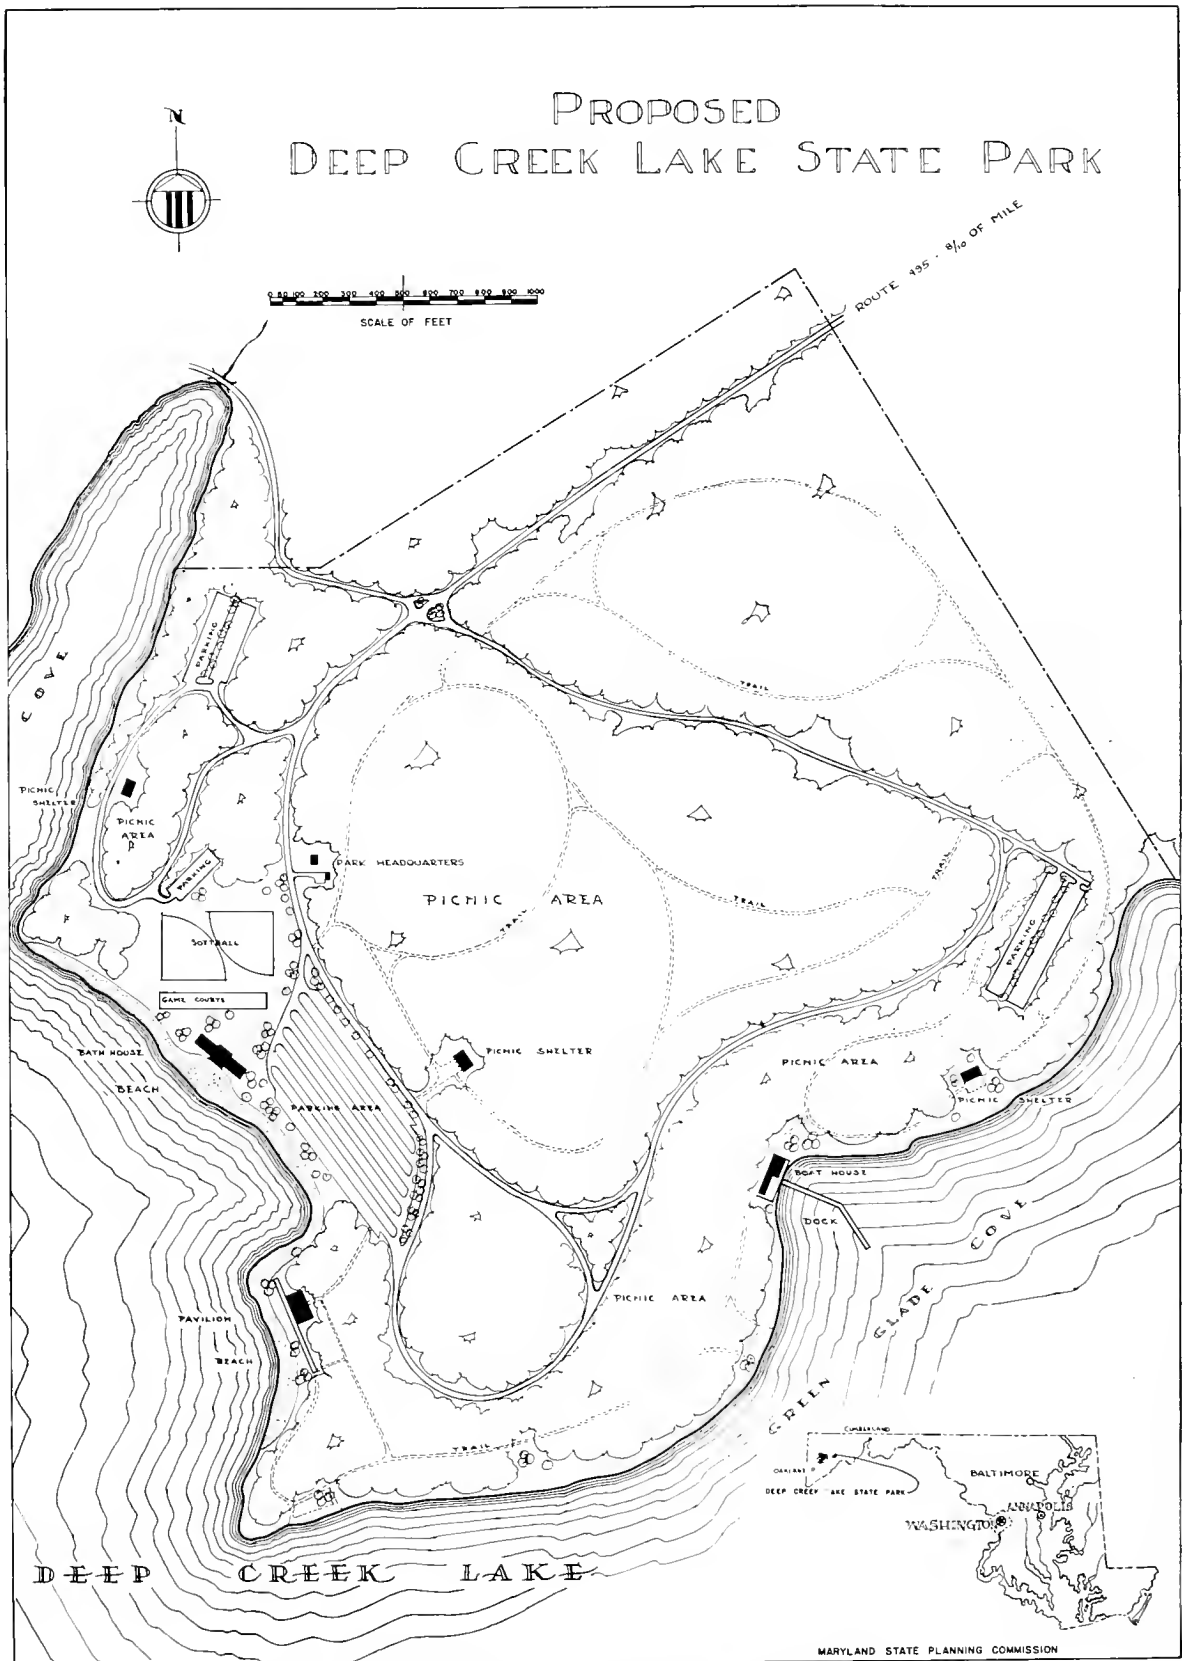 PROPOSED
DEEP CREEK LAKE STATE PARK
N
ROUTE 495 - 8/10 OF MILE
0 50 100 200 300 400 500 600 700 800 900 1000
SCALE OF FEET
PARKING
COVE
TRAIL
PICNIC
SHELTER
PICNIC
AREA
PARKING
PARK HEADQUARTERS
TRAIL
PICNIC AREA
TRAIL
TRAIL
PARKING
SOFTBALL
GAME COURTS
BATH HOUSE
BEACH
PICNIC SHELTER
PICNIC AREA
PARKING AREA
PICNIC SHELTER
BOAT HOUSE
DOCK
PICNIC AREA
PAVILION
BEACH
GREEN GLADE COVE
TRAIL
CUMBERLAND
OAKLAND
BALTIMORE
DEEP CREEK LAKE STATE PARK
ANNAPOLIS
WASHINGTON
DEEP CREEK LAKE
MARYLAND STATE PLANNING COMMISSION